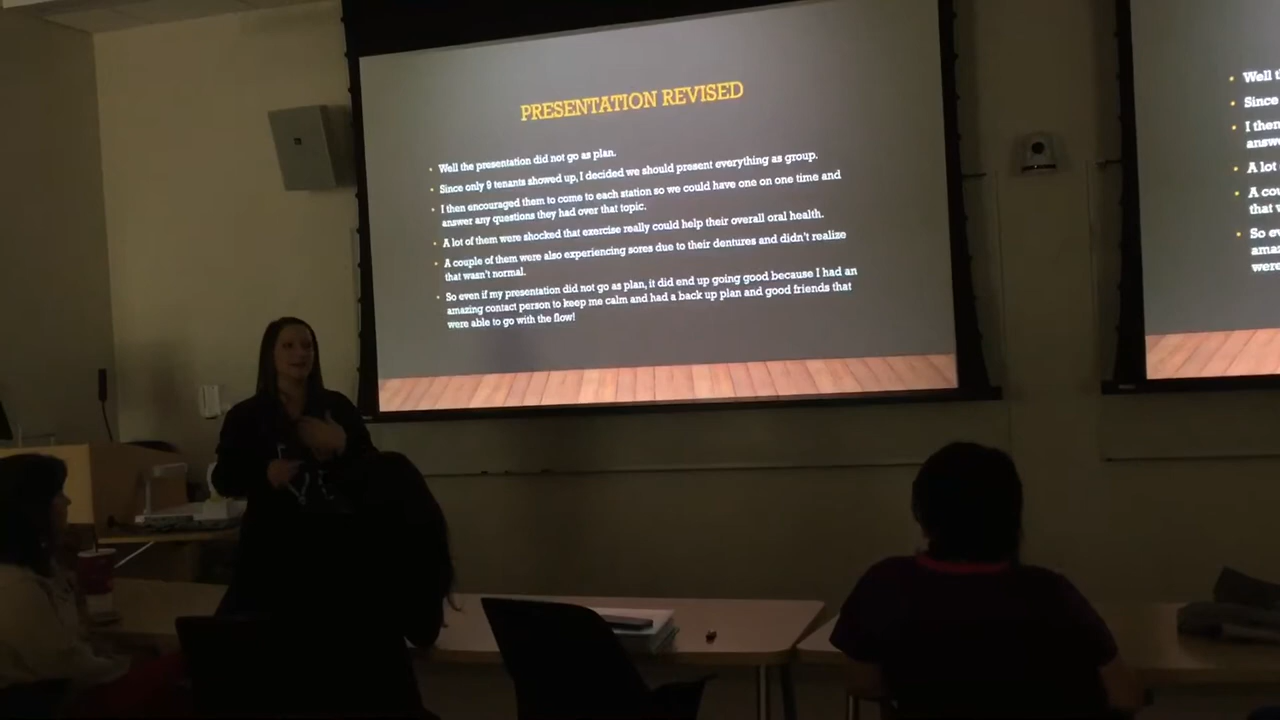 PRESENTATION REVISED
Well the presentation did not go as plan.
Since only 9 tenants showed up, I decided we should present everything as group.
I then encouraged them to come to each station so we could have one on one time and
answer any questions they had over that topic.
A lot of them were shocked that exercise really could help their overall oral health.
A couple of them were also experiencing sores due to their dentures and didn't realize
that wasn't normal.
So even if my presentation did not go as plan, it did end up going good because I had an
amazing contact person to keep me calm and had a back up plan and good friends that
were able to go with the flow!
Well t
Since
I then
answ
A lot
A cou
that w
So ev
amaz
were